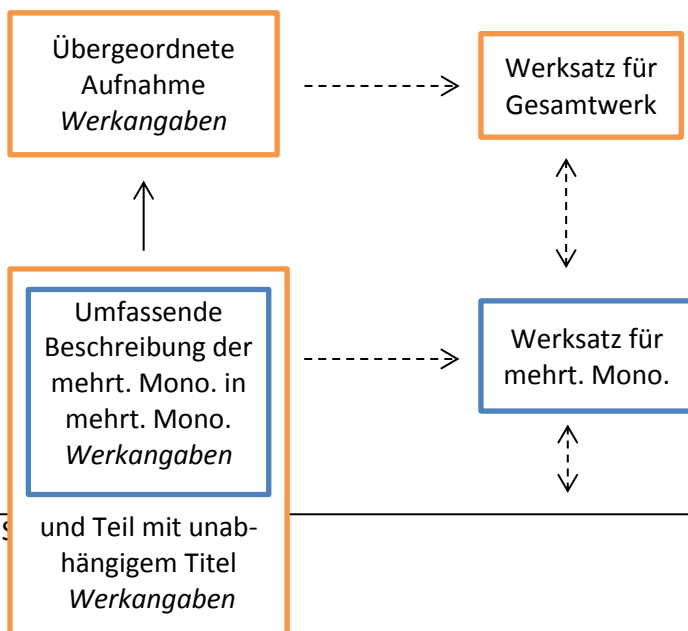 Übergeordnete
Aufnahme
Werkangaben
Werksatz für
Gesamtwerk
Umfassende
Beschreibung der
mehrt. Mono. in
mehrt. Mono.
Werkangaben
Werksatz für
mehrt. Mono.
und Teil mit unab-
hängigem Titel
Werkangaben